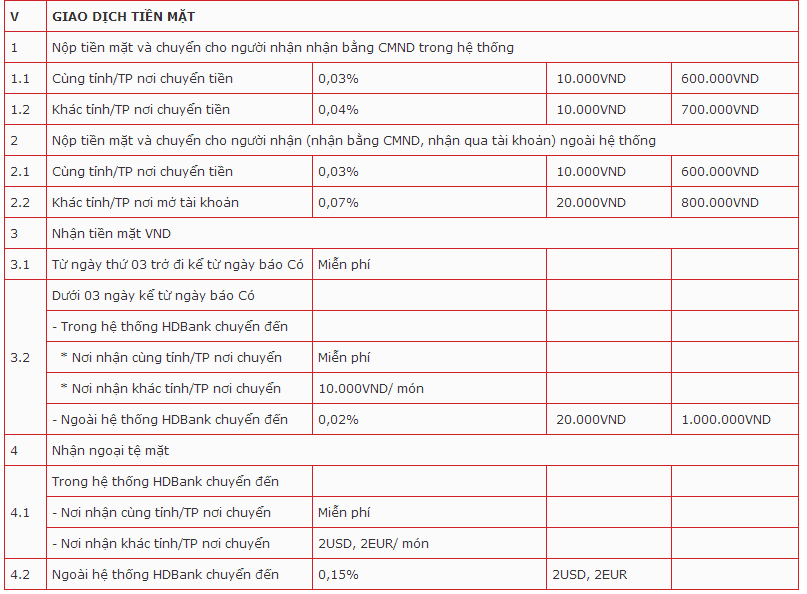 V GIAO DỊCH TIỀN MẶT
1 Nộp tiền mặt và chuyển cho người nhận nhận bằng CMND trong hệ thống
1.1 Cùng tỉnh/TP nơi chuyển tiền 0,03% 10.000VND 600.000VND
1.2 Khác tỉnh/TP nơi chuyển tiền 0,04% 10.000VND 700.000VND
2 Nộp tiền mặt và chuyển cho người nhận (nhận bằng CMND, nhận qua tài khoản) ngoài hệ thống
2.1 Cùng tỉnh/TP nơi chuyển tiền 0,03% 10.000VND 600.000VND
2.2 Khác tỉnh/TP nơi mở tài khoản 0,07% 20.000VND 800.000VND
3 Nhận tiền mặt VND
3.1 Từ ngày thứ 03 trở đi kể từ ngày báo Có Miễn phí
3.2 Dưới 03 ngày kể từ ngày báo Có
- Trong hệ thống HDBank chuyển đến
* Nơi nhận cùng tỉnh/TP nơi chuyển Miễn phí
* Nơi nhận khác tỉnh/TP nơi chuyển 10.000VND/ món
- Ngoài hệ thống HDBank chuyển đến 0,02% 20.000VND 1.000.000VND
4 Nhận ngoại tệ mặt
4.1 Trong hệ thống HDBank chuyển đến
- Nơi nhận cùng tỉnh/TP nơi chuyển Miễn phí
- Nơi nhận khác tỉnh/TP nơi chuyển 2USD, 2EUR/ món
4.2 Ngoài hệ thống HDBank chuyển đến 0,15% 2USD, 2EUR